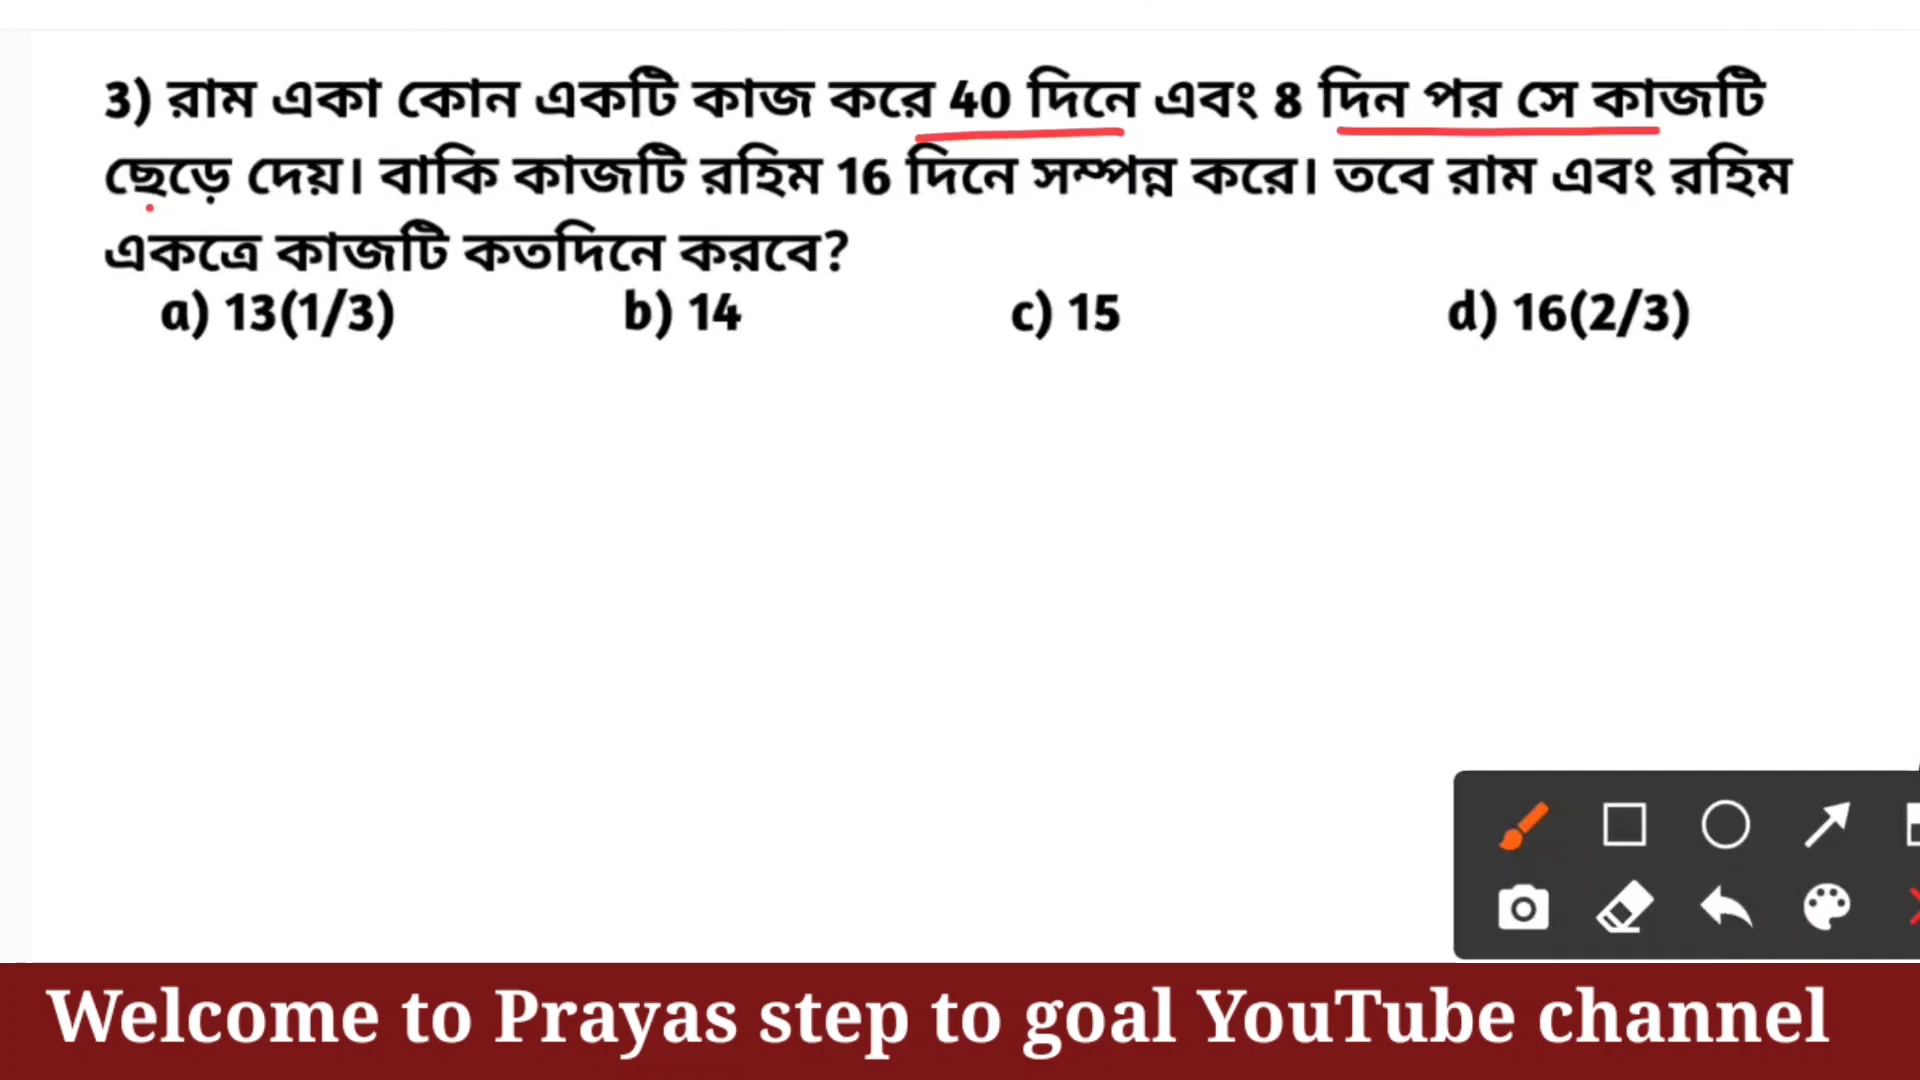 3) রাম একা কোন একটি কাজ করে 40 দিনে এবং 8 দিন পর সে কাজটি
ছেড়ে দেয়। বাকি কাজটি রহিম 16 দিনে সম্পন্ন করে। তবে রাম এবং রহিম
একত্রে কাজটি কতদিনে করবে?
a) 13(1/3) b) 14 c) 15 d) 16(2/3)
Welcome to Prayas step to goal YouTube channel